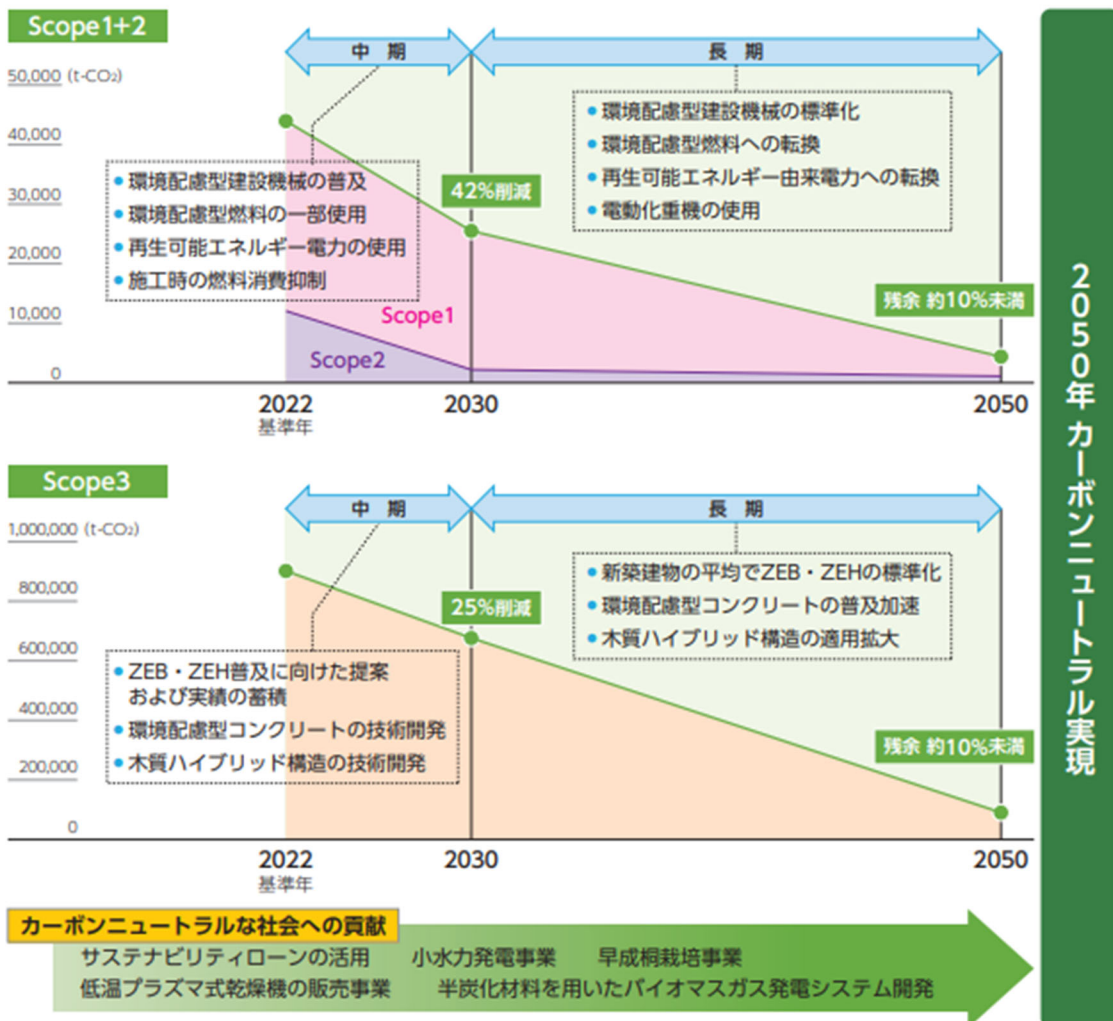 Scope1+2
中 期
長 期
50,000 (t-CO₂)
40,000
30,000
20,000
10,000
0
• 環境配慮型建設機械の普及
• 環境配慮型燃料の一部使用
• 再生可能エネルギー電力の使用
• 施工時の燃料消費抑制
• 環境配慮型建設機械の標準化
• 環境配慮型燃料への転換
• 再生可能エネルギー由来電力への転換
• 電動化重機の使用
42%削減
残余 約10%未満
Scope1
Scope2
2022
基準年
2030
2050
Scope3
中 期
長 期
1,000,000 (t-CO₂)
800,000
600,000
400,000
200,000
0
• ZEB・ZEH普及に向けた提案
および実績の蓄積
• 環境配慮型コンクリートの技術開発
• 木質ハイブリッド構造の技術開発
• 新築建物の平均でZEB・ZEHの標準化
• 環境配慮型コンクリートの普及加速
• 木質ハイブリッド構造の適用拡大
25%削減
残余 約10%未満
2022
基準年
2030
2050
カーボンニュートラルな社会への貢献
サステナビリティローンの活用 小水力発電事業 早成桐栽培事業
低温プラズマ式乾燥機の販売事業 半炭化材料を用いたバイオマスガス発電システム開発
2050年 カーボンニュートラル実現